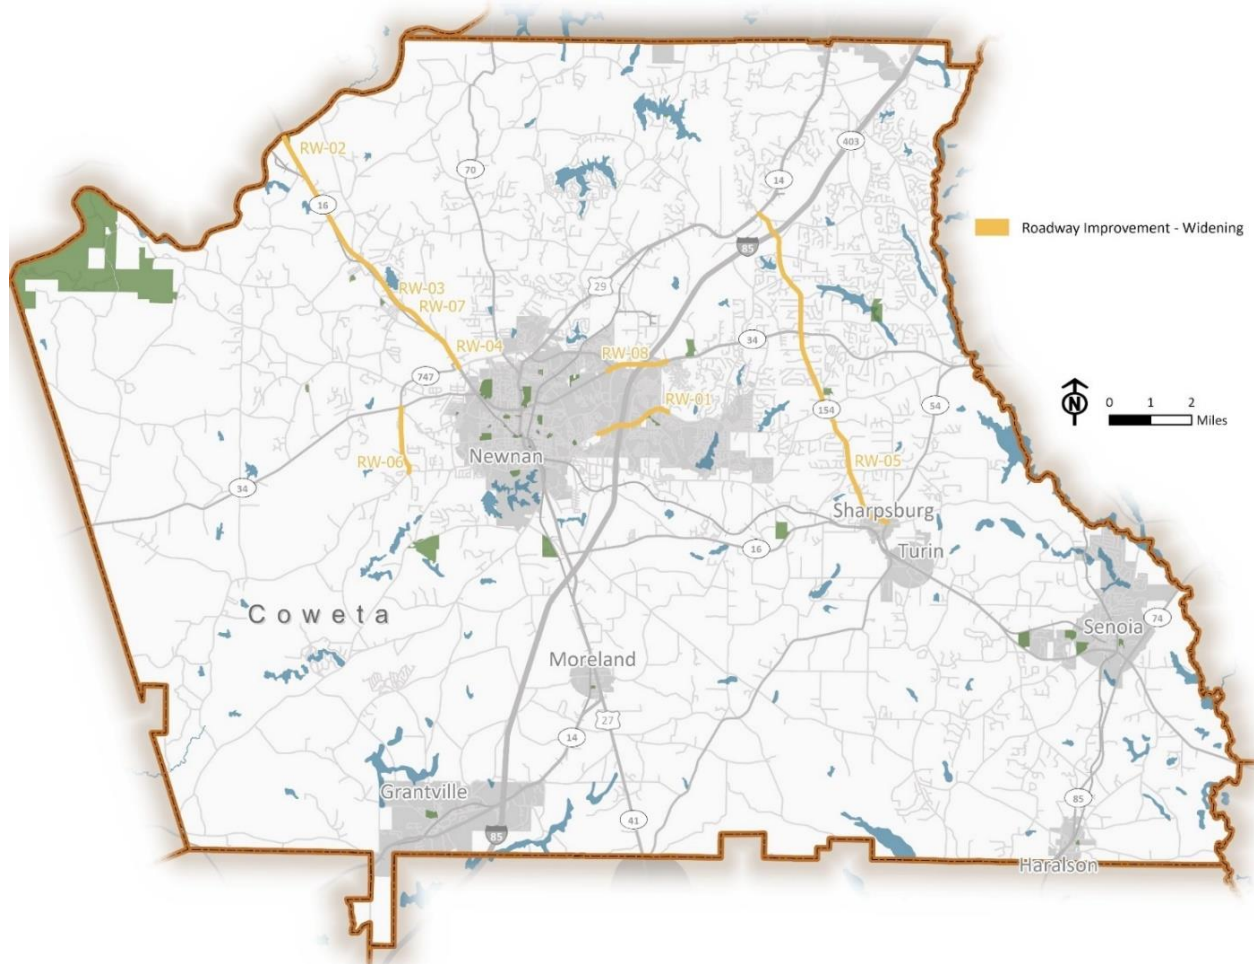 403
RW-02
70
14
16
Roadway Improvement - Widening
85
29
RW-03
RW-07
34
RW-04
RW-08
747
N
0 1 2
Miles
RW-01
54
154
RW-06
Newnan
RW-05
34
Sharpsburg
16
Turin
Coweta
74
Senoia
Moreland
27
14
Grantville
85
41
85
Haralson